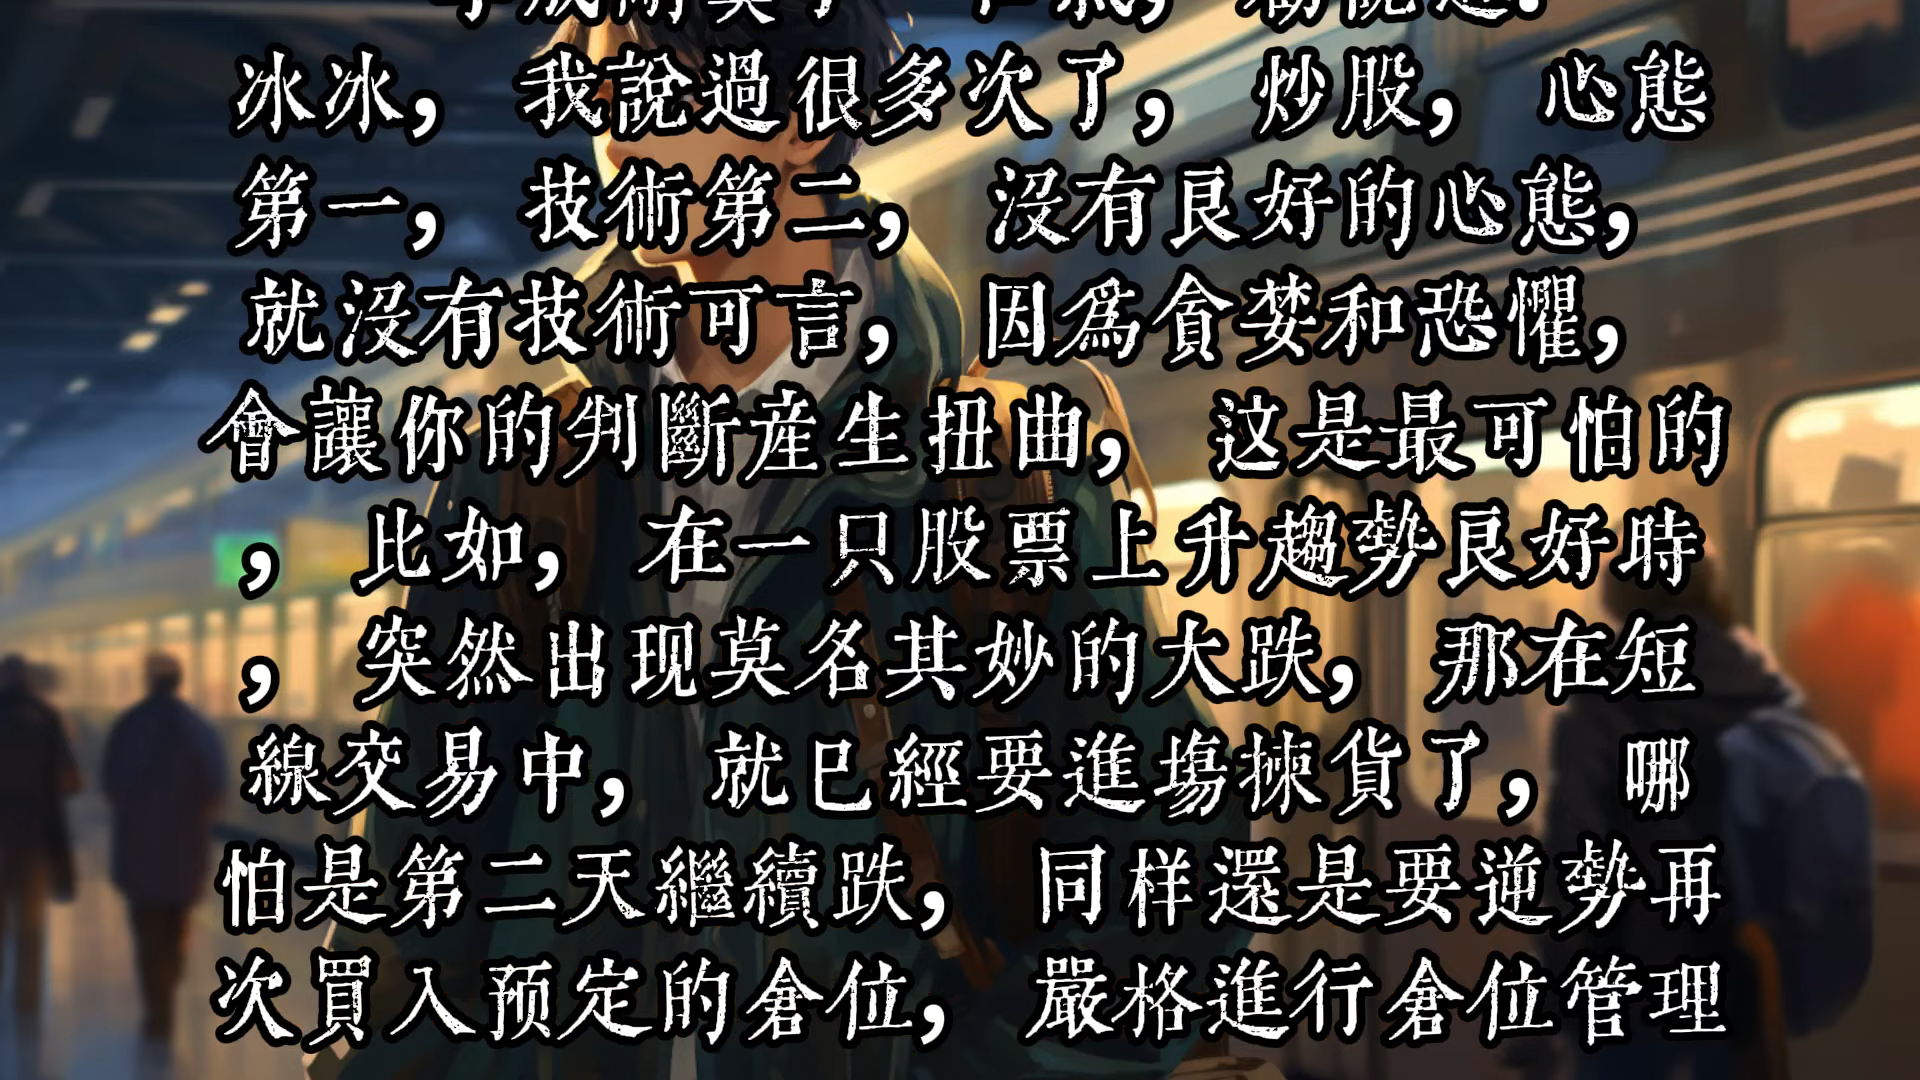 冰冰， 我說過很多次了， 炒股， 心態
第一， 技術第二， 沒有良好的心態，
就沒有技術可言， 因爲貪婪和恐懼，
會讓你的判斷産生扭曲， 这是最可怕的
， 比如， 在一只股票上升趨勢良好時
， 突然出现莫名其妙的大跌， 那在短
線交易中， 就已經要進場揀貨了， 哪
怕是第二天繼續跌， 同样還是要逆勢再
次買入预定的倉位， 嚴格進行倉位管理